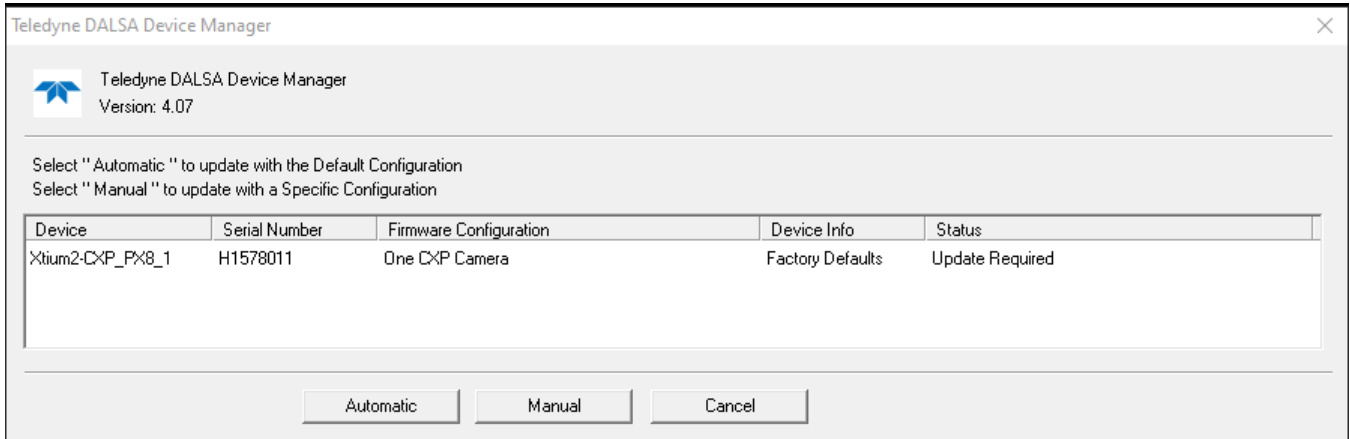 Teledyne DALSA Device Manager
Teledyne DALSA Device Manager
Version: 4.07
Select "Automatic" to update with the Default Configuration
Select "Manual" to update with a Specific Configuration
Device Serial Number Firmware Configuration Device Info Status
Xtium2-CXP_PX8_1 H1578011 One CXP Camera Factory Defaults Update Required
Automatic Manual Cancel